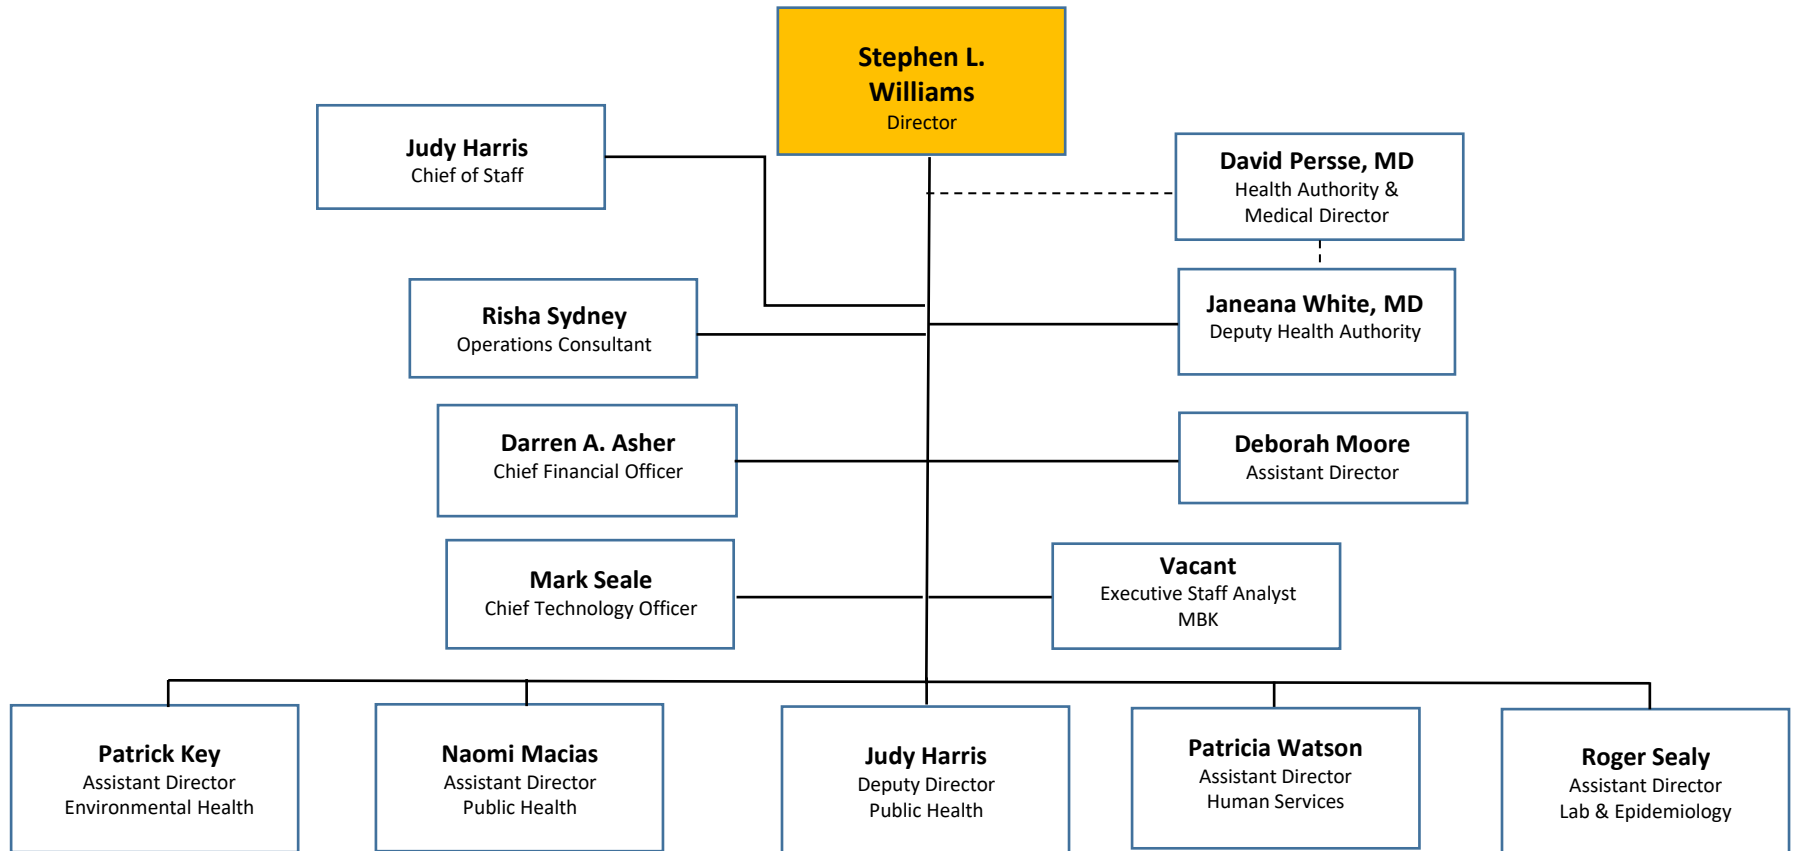 Stephen L.
Williams
Director
Judy Harris
Chief of Staff
David Persse, MD
Health Authority &
Medical Director
Risha Sydney
Operations Consultant
Janeana White, MD
Deputy Health Authority
Darren A. Asher
Chief Financial Officer
Deborah Moore
Assistant Director
Mark Seale
Chief Technology Officer
Vacant
Executive Staff Analyst
MBK
Patrick Key
Assistant Director
Environmental Health
Naomi Macias
Assistant Director
Public Health
Judy Harris
Deputy Director
Public Health
Patricia Watson
Assistant Director
Human Services
Roger Sealy
Assistant Director
Lab & Epidemiology